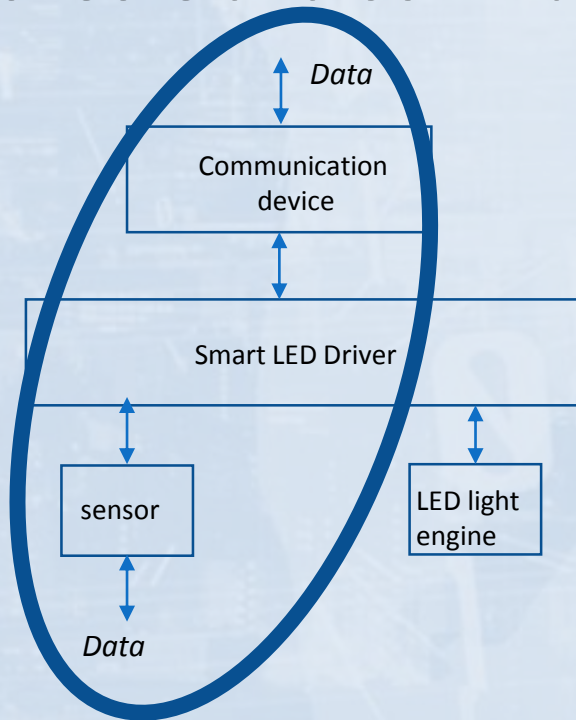 Data
Communication
device
Smart LED Driver
sensor
LED light
engine
Data